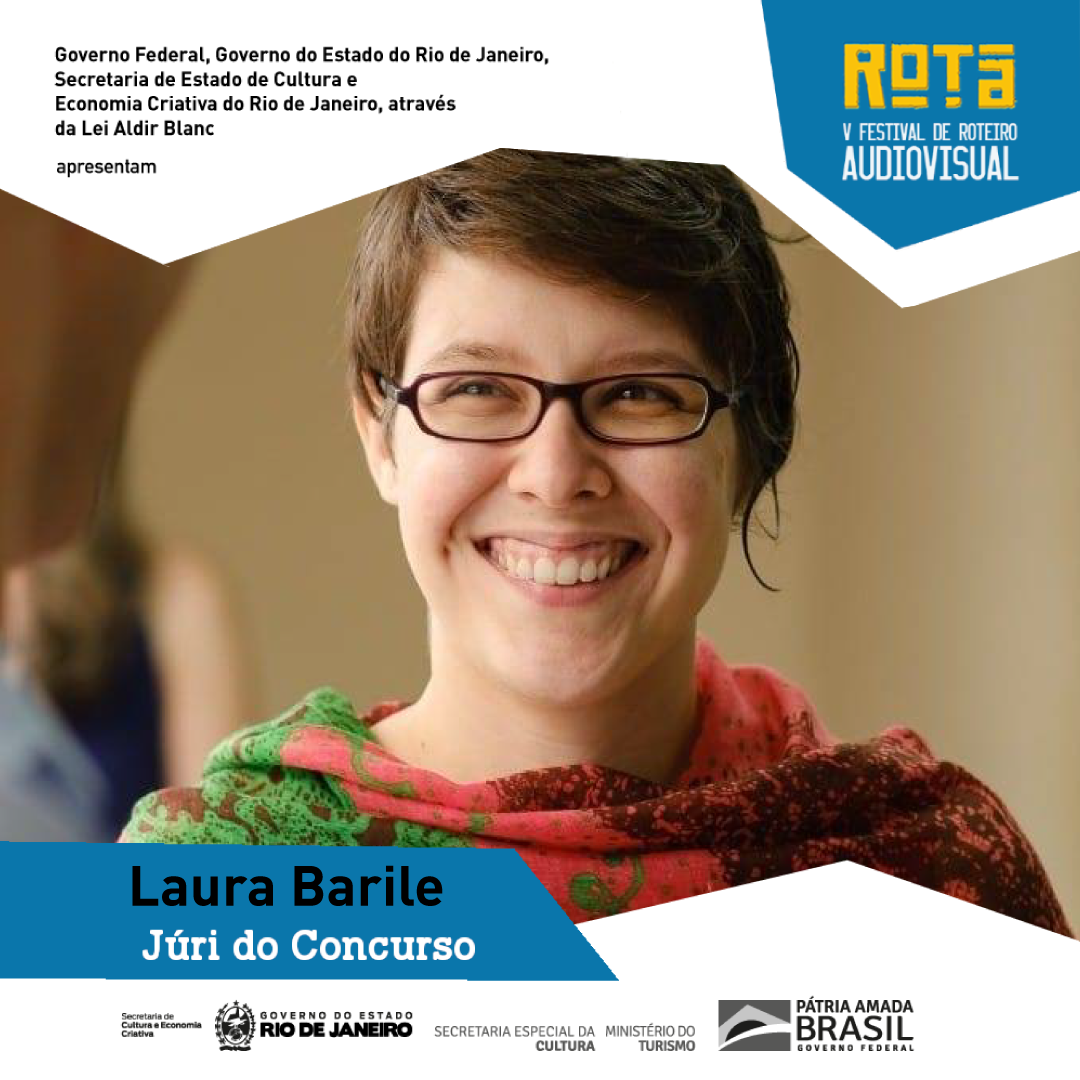 Governo Federal, Governo do Estado do Rio de Janeiro,
Secretaria de Estado de Cultura e
Economia Criativa do Rio de Janeiro, através
da Lei Aldir Blanc
apresentam
ROTA
V FESTIVAL DE ROTEIRO
AUDIOVISUAL
Laura Barile
Júri do Concurso
Secretaria de
Cultura e Economia
Criativa
GOVERNO DO ESTADO
RIO DE JANEIRO
SECRETARIA ESPECIAL DA
CULTURA
MINISTÉRIO DO
TURISMO
PÁTRIA AMADA
BRASIL
GOVERNO FEDERAL